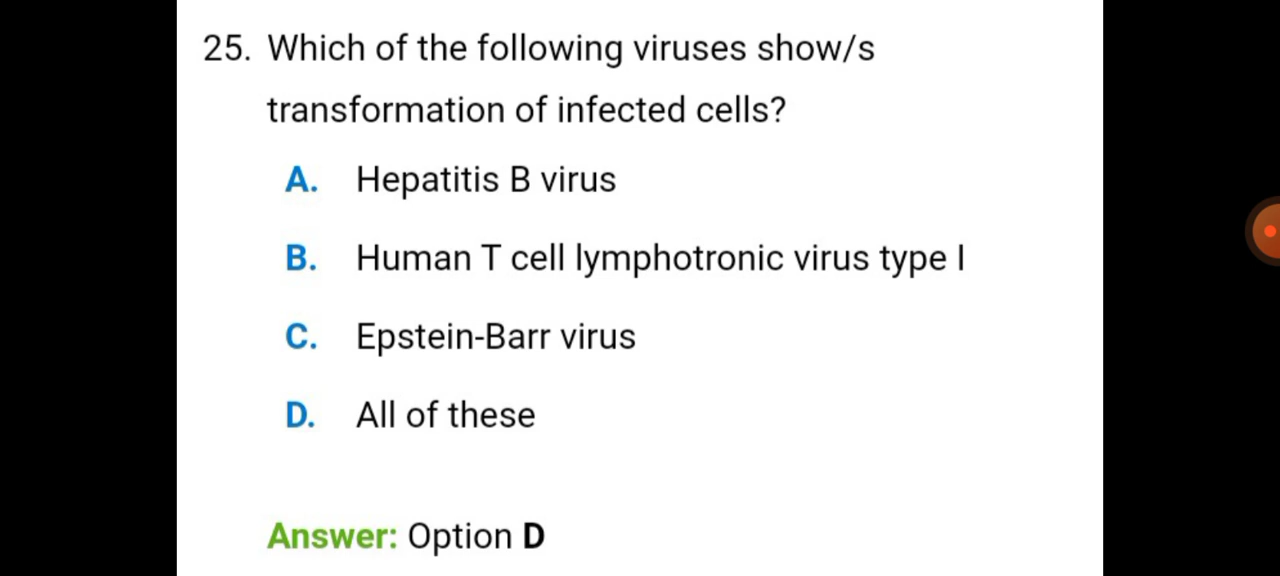 25. Which of the following viruses show/s
transformation of infected cells?
A. Hepatitis B virus
B. Human T cell lymphotronic virus type I
C. Epstein-Barr virus
D. All of these
Answer: Option D